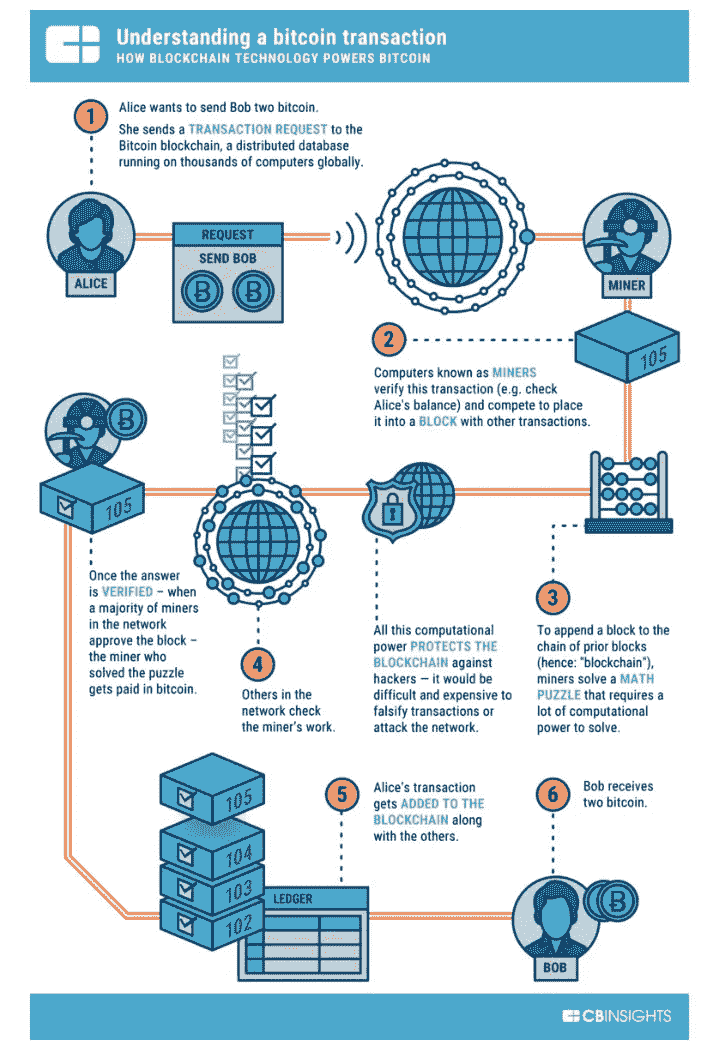 Understanding a bitcoin transaction
HOW BLOCKCHAIN TECHNOLOGY POWERS BITCOIN
1
Alice wants to send Bob two bitcoin.
She sends a TRANSACTION REQUEST to the
Bitcoin blockchain, a distributed database
running on thousands of computers globally.
ALICE
REQUEST
SEND BOB
MINER
105
2
Computers known as MINERS
verify this transaction (e.g. check
Alice's balance) and compete to place
it into a BLOCK with other transactions.
3
To append a block to the
chain of prior blocks
(hence: "blockchain"),
miners solve a MATH
PUZZLE that requires a
lot of computational
power to solve.
All this computational
power PROTECTS THE
BLOCKCHAIN against
hackers – it would be
difficult and expensive to
falsify transactions or
attack the network.
4
Others in the
network check
the miner's work.
105
Once the answer
is VERIFIED – when
a majority of miners
in the network
approve the block –
the miner who
solved the puzzle
gets paid in bitcoin.
105
104
103
102
LEDGER
5
Alice's transaction
gets ADDED TO THE
BLOCKCHAIN along
with the others.
6
Bob receives
two bitcoin.
BOB
CBINSIGHTS